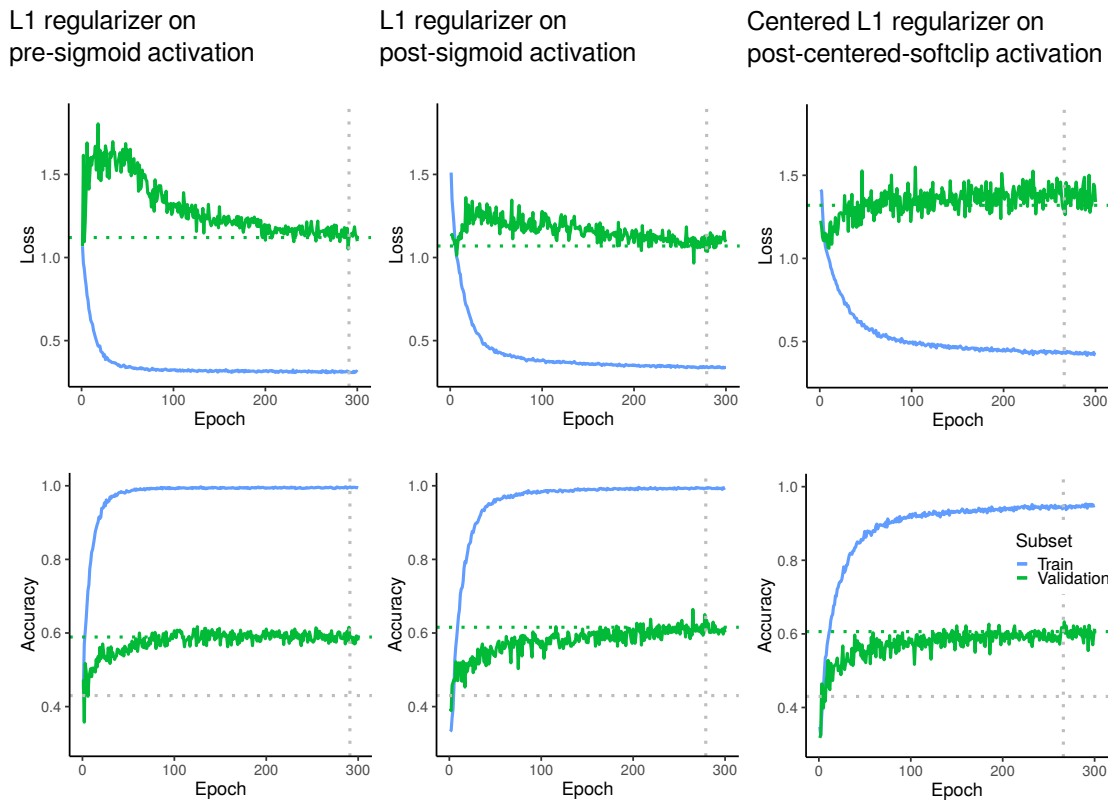 L1 regularizer on
pre-sigmoid activation
L1 regularizer on
post-sigmoid activation
Centered L1 regularizer on
post-centered-softclip activation
1.5
1.0
0.5
Loss
0
100
200
300
Epoch
1.5
1.0
0.5
Loss
0
100
200
300
Epoch
1.5
1.0
0.5
Loss
0
100
200
300
Epoch
1.0
0.8
0.6
0.4
Accuracy
0
100
200
300
Epoch
1.0
0.8
0.6
0.4
Accuracy
0
100
200
300
Epoch
1.0
0.8
0.6
0.4
Accuracy
0
100
200
300
Epoch
Subset
Train
Validation